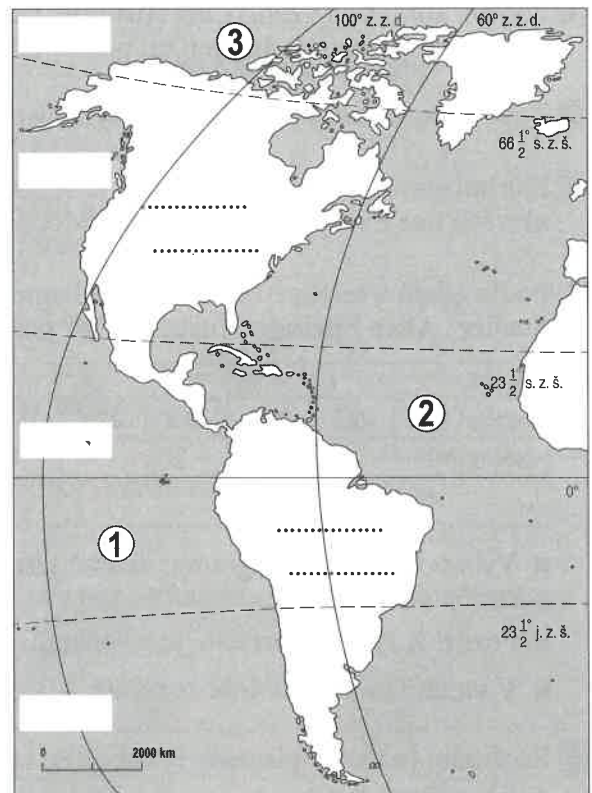 100° z. z. d.
60° z. z. d.
3
66 1/2° s. z. š.
23 1/2° s. z. š.
2
0°
1
23 1/2° j. z. š.
0 2000 km